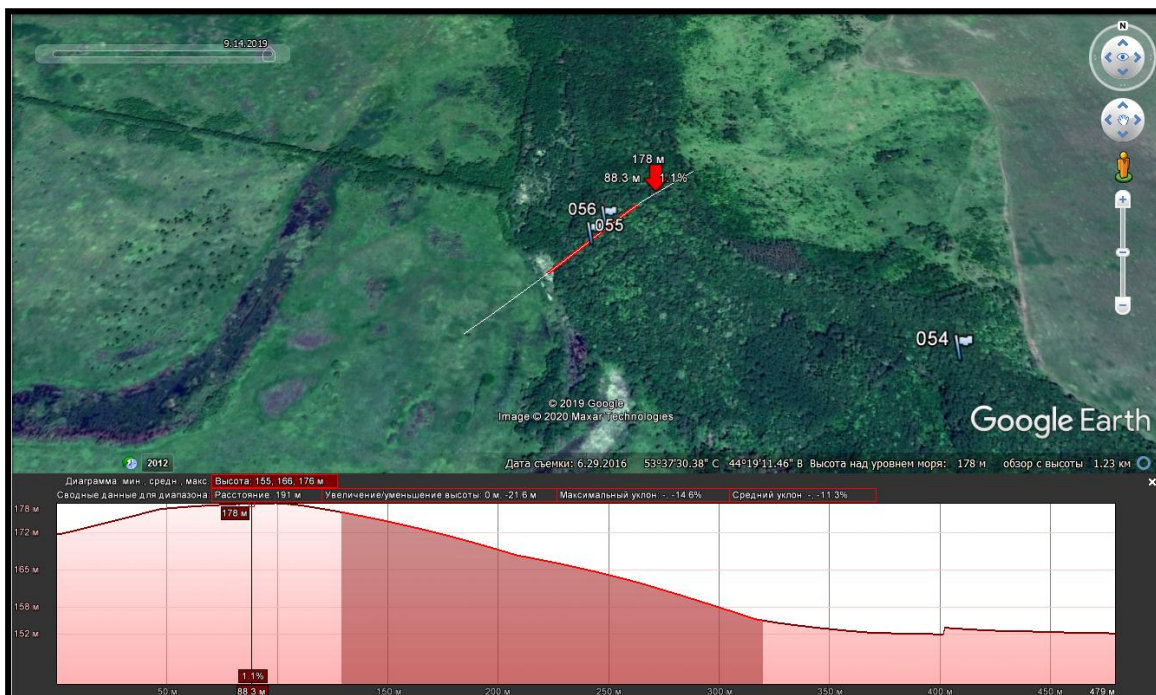 9.14.2019
N
178 м
88.3 м 1.1%
056
055
054
© 2019 Google
Image © 2020 Maxar Technologies
Google Earth
2012
Дата съемки: 6.29.2016 53°37'30.38" С 44°19'11.46" В Высота над уровнем моря: 178 м обзор с высоты 1.23 км
Диаграмма: мин., средн., макс. Высота: 155, 166, 176 м
Сводные данные для диапазона: Расстояние: 191 м Увеличение/уменьшение высоты: 0 м, -21.6 м Максимальный уклон: -, -14.6% Средний уклон: -, -11.3%
178 м
178 м
172 м
165 м
158 м
152 м
1.1%
50 м 88.3 м 150 м 200 м 250 м 300 м 350 м 400 м 450 м 479 м